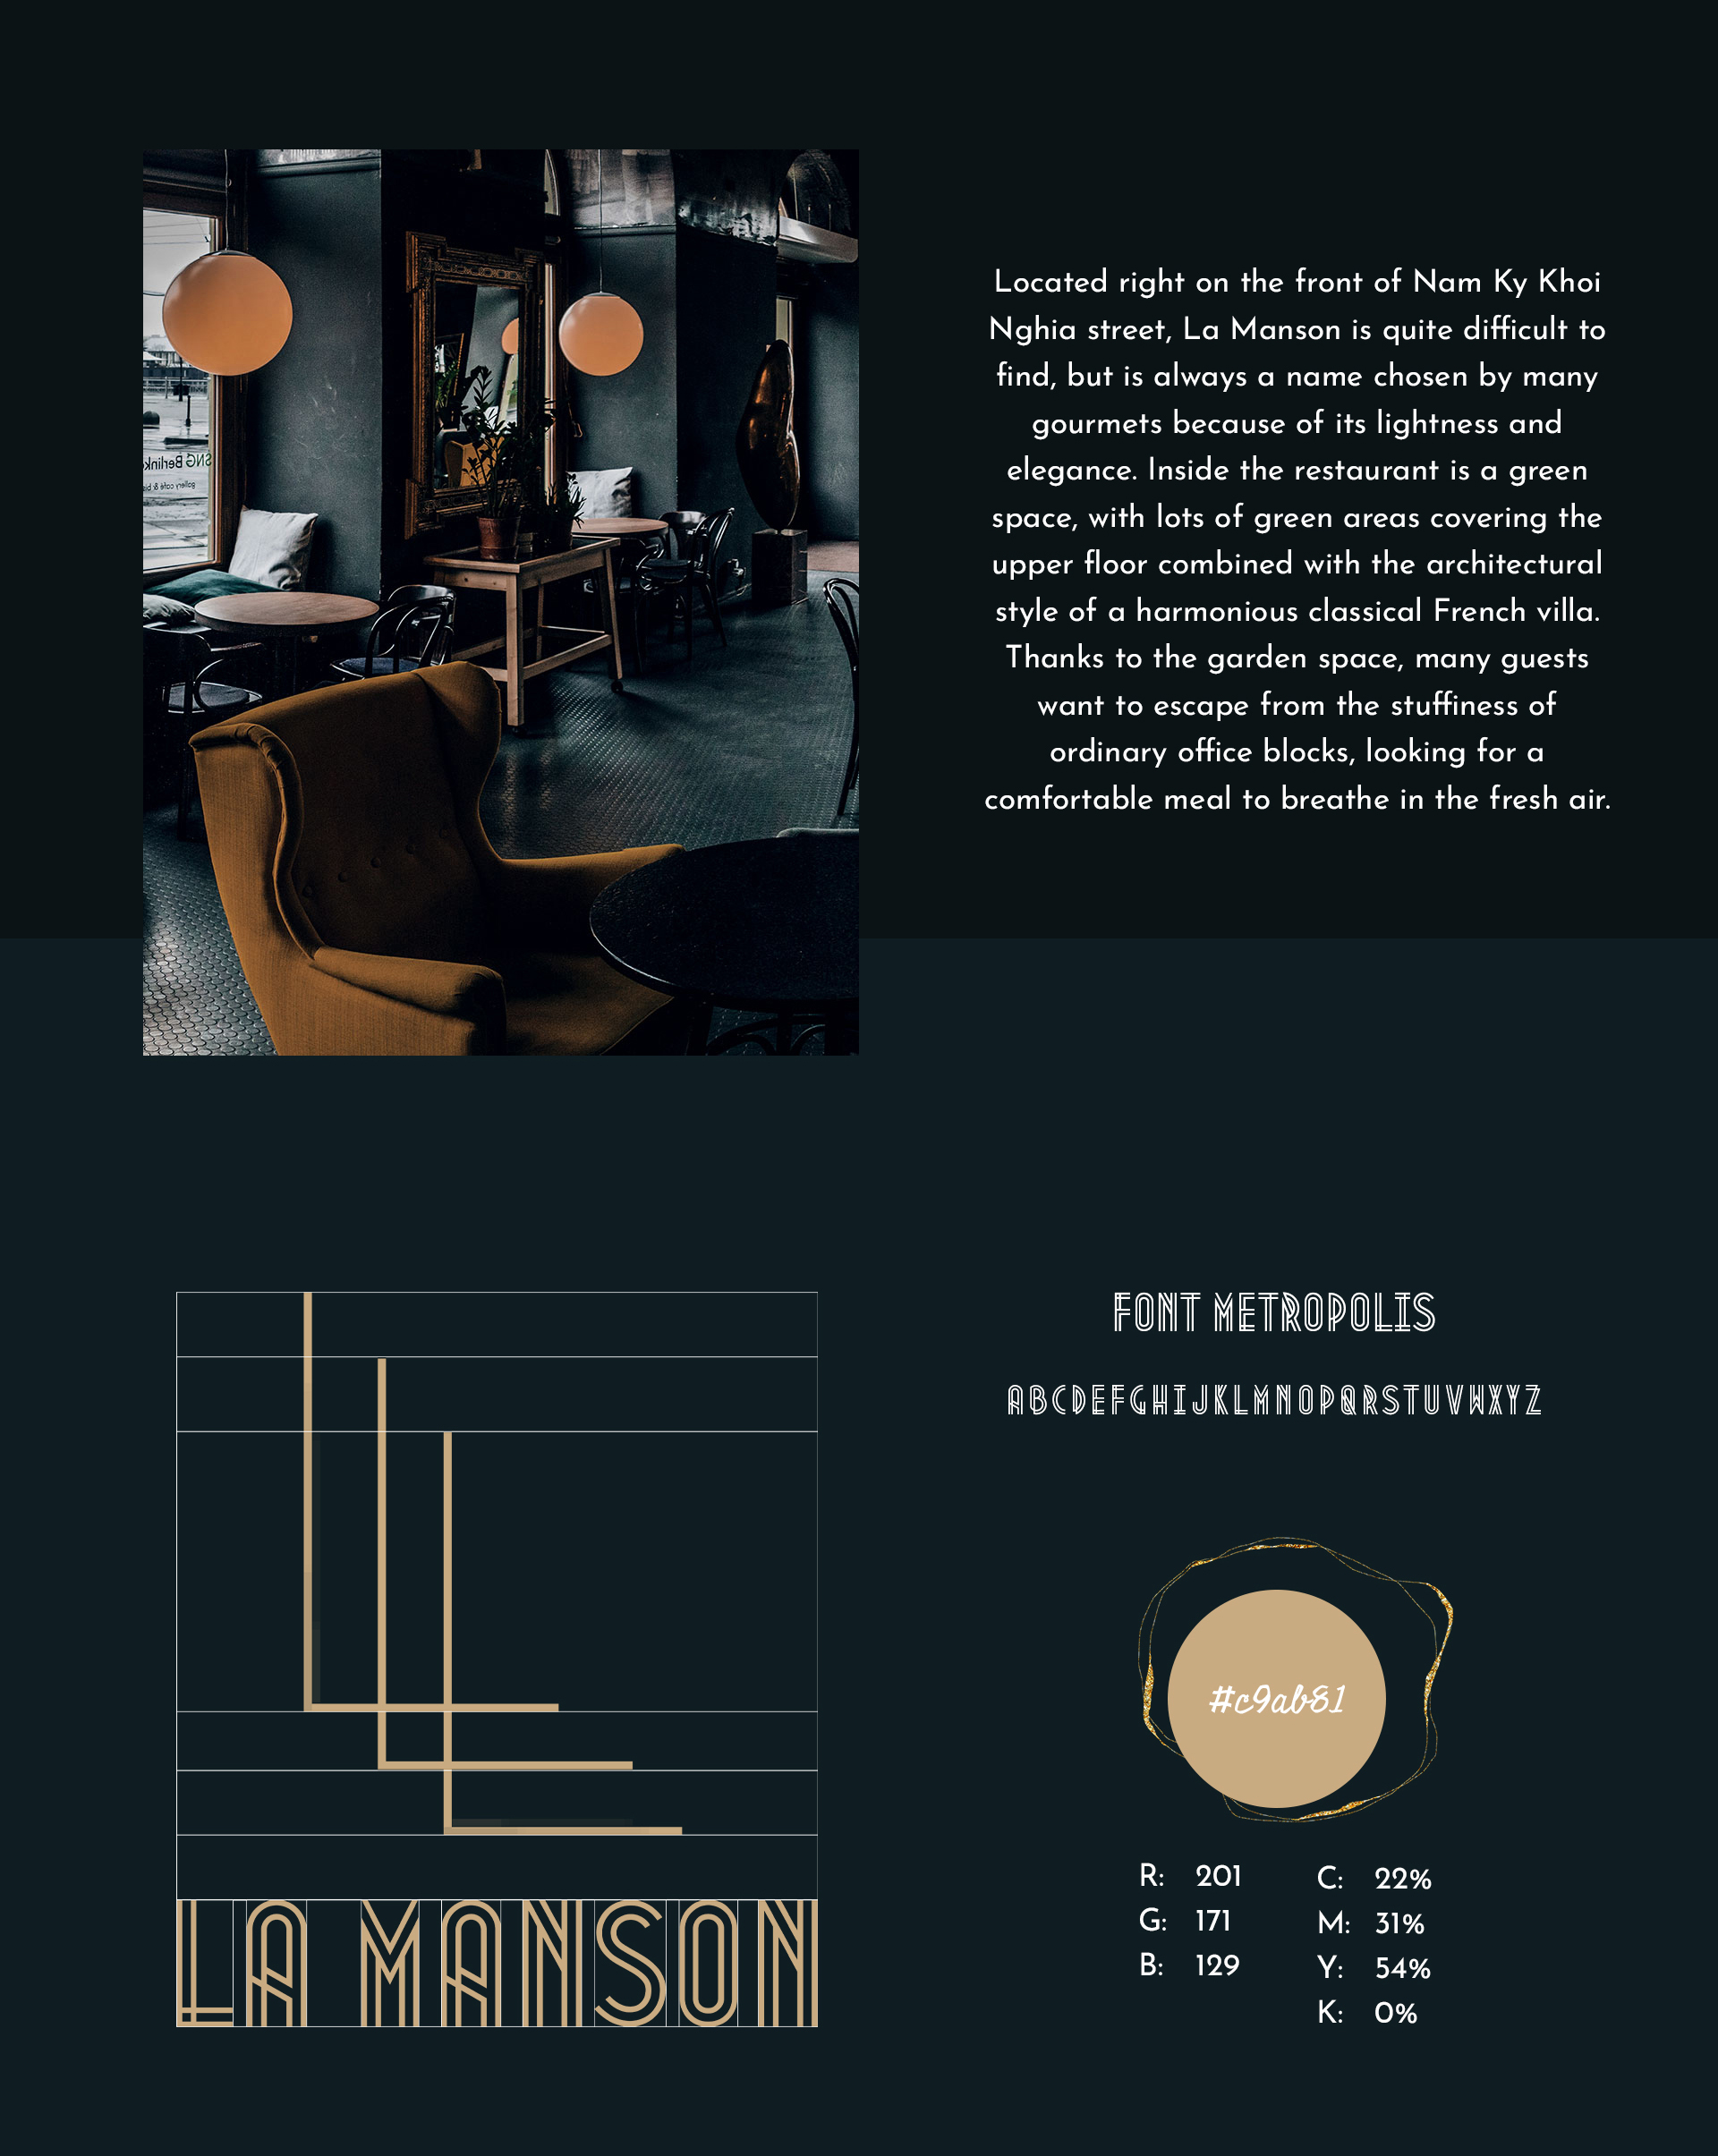 SNG Berlink
gallery café & bis
Located right on the front of Nam Ky Khoi
Nghia street, La Manson is quite difficult to
find, but is always a name chosen by many
gourmets because of its lightness and
elegance. Inside the restaurant is a green
space, with lots of green areas covering the
upper floor combined with the architectural
style of a harmonious classical French villa.
Thanks to the garden space, many guests
want to escape from the stuffiness of
ordinary office blocks, looking for a
comfortable meal to breathe in the fresh air.
LA MANSON
FONT METROPOLIS
ABCDEFGHIJKLMNOPQRSTUVWXYZ
#c9ab81
R: 201
G: 171
B: 129
C: 22%
M: 31%
Y: 54%
K: 0%